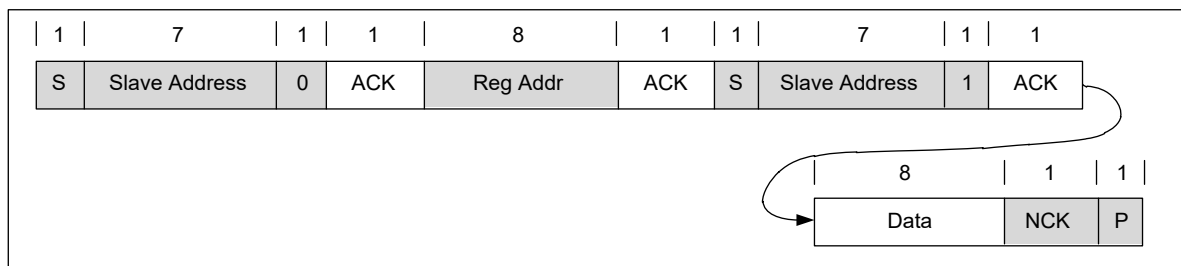 1 7 1 1 8 1 1 7 1 1
S Slave Address 0 ACK Reg Addr ACK S Slave Address 1 ACK
8 1 1
Data NCK P